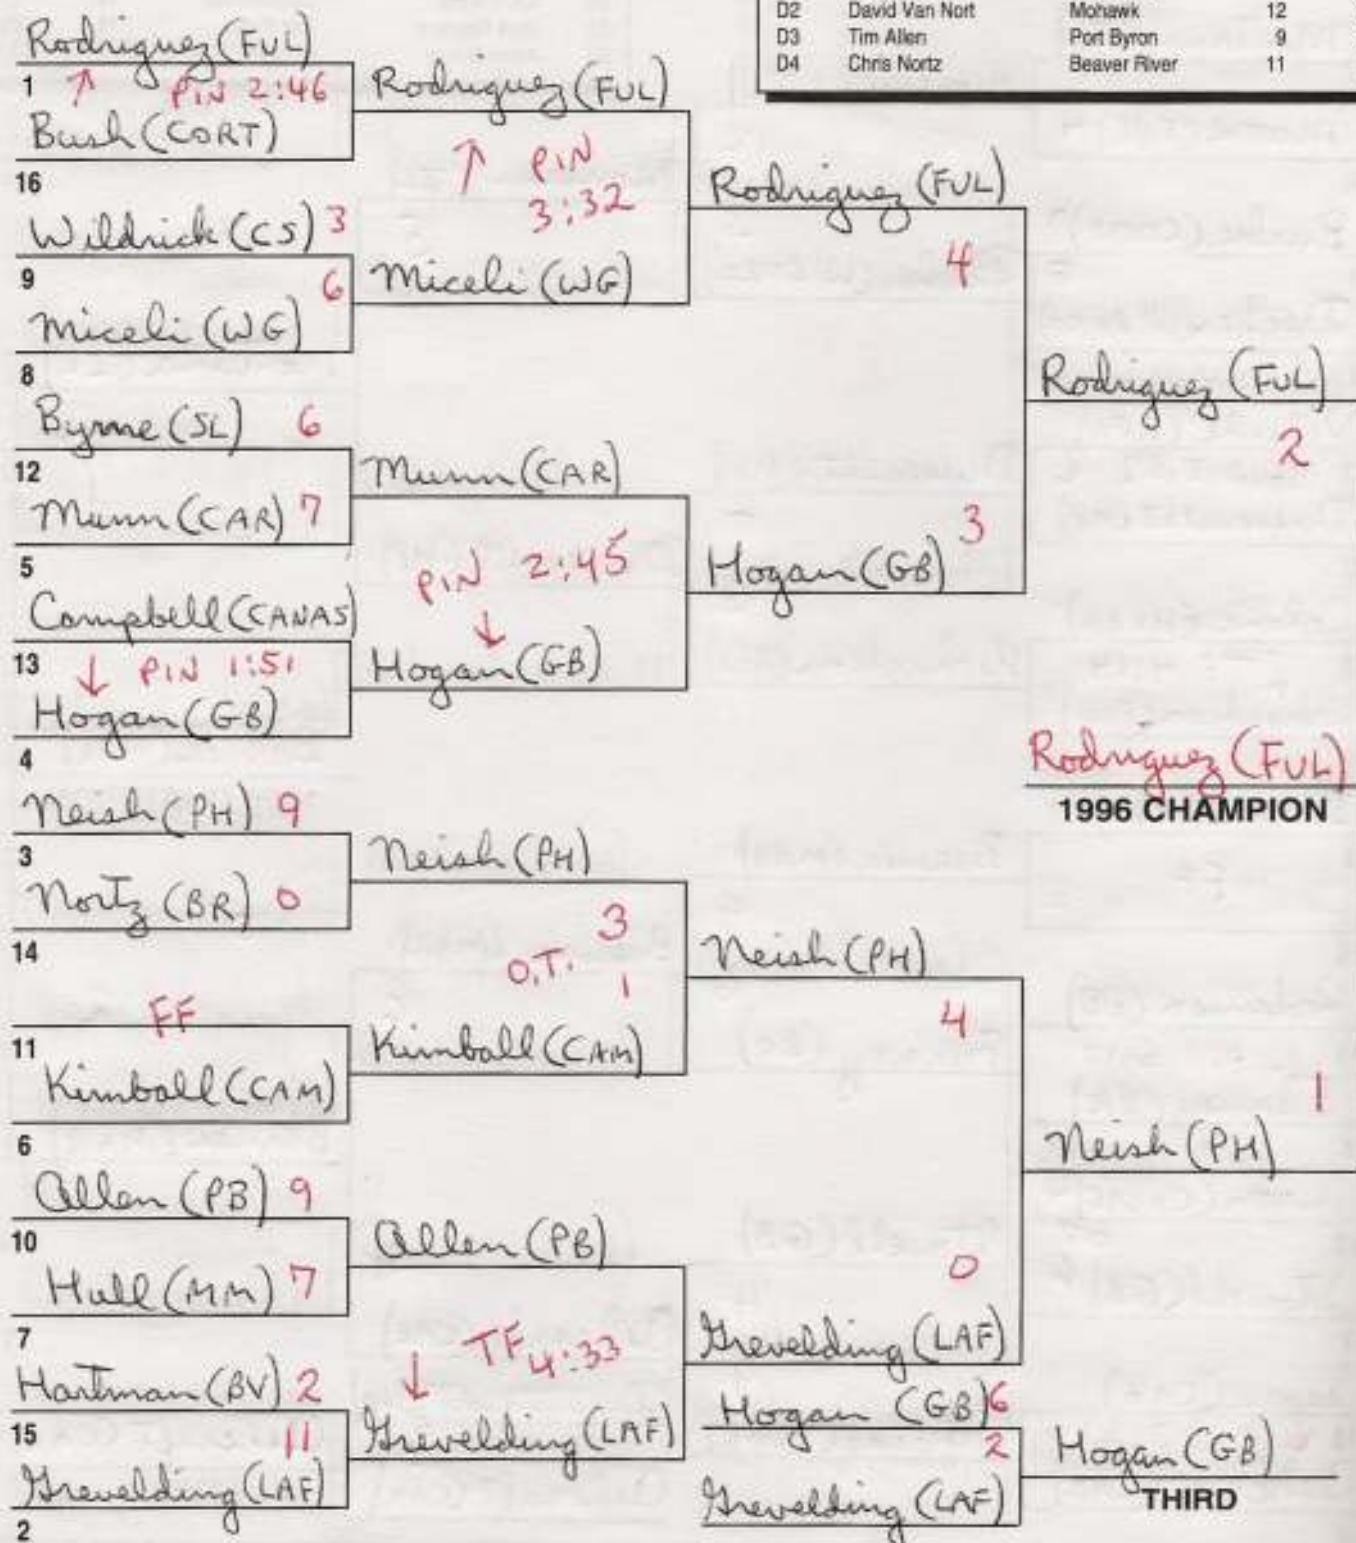 D2 David Van Nort Mohawk 12
D3 Tim Allen Port Byron 9
D4 Chris Nortz Beaver River 11
Rodriguez (FUL)
1 ↑ PIN 2:46
Bush (CORT)
16
Wildrick (CS) 3
9 6
Miceli (WG)
8
Byrne (SL) 6
12
Munn (CAR) 7
5
Campbell (CANAS)
13 ↓ PIN 1:51
Hogan (GB)
4
Neish (PH) 9
3
Nortz (BR) 0
14
FF
11
Kimball (CAM)
6
Allen (PB) 9
10
Hull (MM) 7
7
Hartman (BV) 2
15 11
Grevelding (LAF)
2
Rodriguez (FUL)
↑ PIN
3:32
Miceli (WG)
Munn (CAR)
PIN 2:45
↓
Hogan (GB)
Neish (PH)
3
O.T. 1
Kimball (CAM)
Allen (PB)
↓ TF 4:33
Grevelding (LAF)
Rodriguez (FUL)
4
3
Hogan (GB)
Neish (PH)
4
0
Grevelding (LAF)
Hogan (GB) 6
2
Grevelding (LAF)
Rodriguez (FUL)
2
Rodriguez (FUL)
1996 CHAMPION
1
Neish (PH)
Hogan (GB)
THIRD